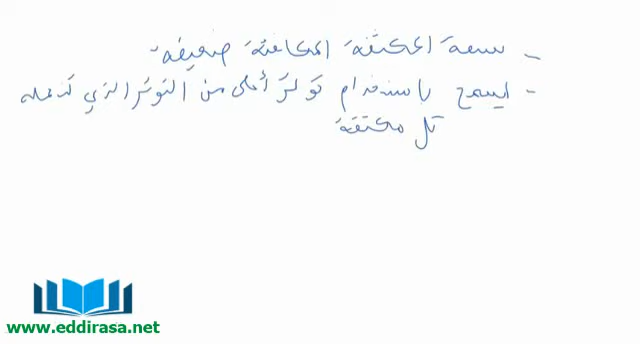 - سعة المكثفة المكافئة ضعيفة
- يسمح باستخدام توتر أعلى من التوتر الذي تتحمله
كل مكثفة
www.eddirasa.net